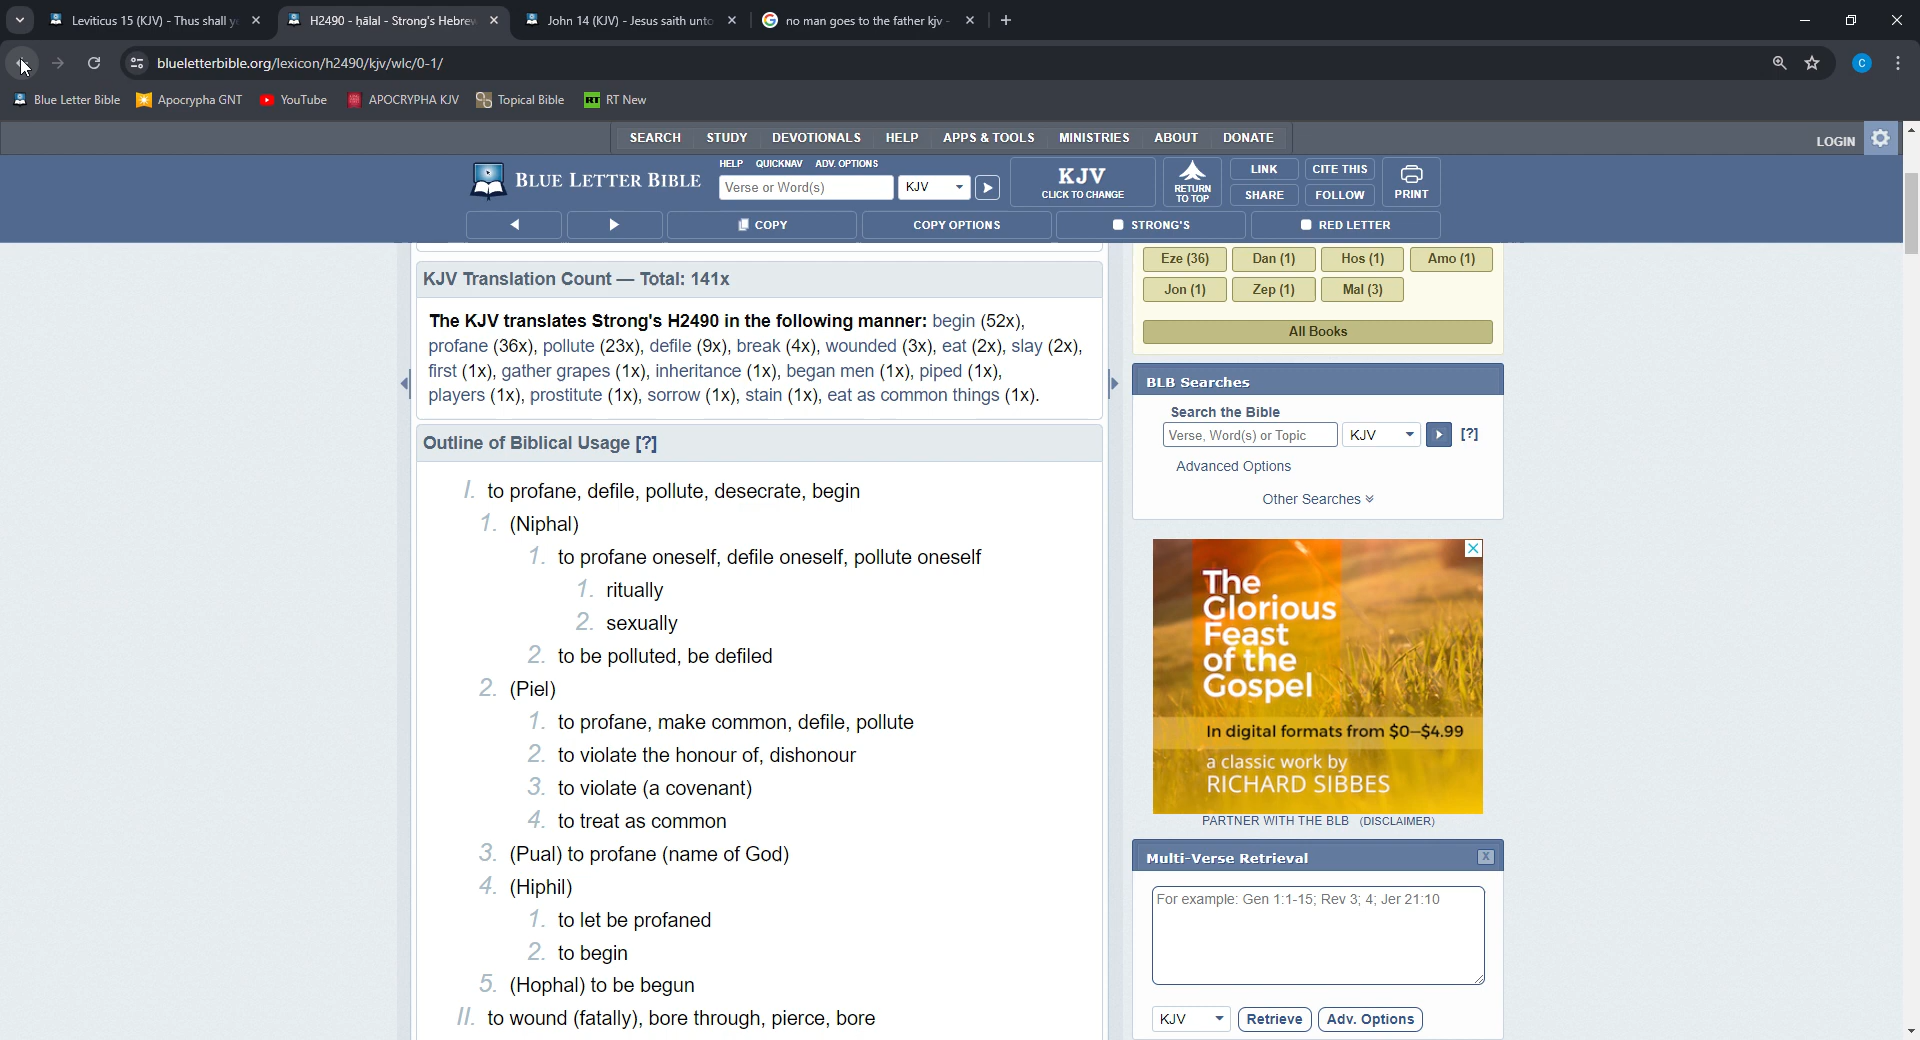 Leviticus 15 (KJV) - Thus shall y
H2490 - ḥālal - Strong's Hebrew
John 14 (KJV) - Jesus saith unto
no man goes to the father kjv -
blueletterbible.org/lexicon/h2490/kjv/wlc/0-1/
C
Blue Letter Bible
Apocrypha GNT
YouTube
APOCRYPHA KJV
Topical Bible
RT New
SEARCH STUDY DEVOTIONALS HELP APPS & TOOLS MINISTRIES ABOUT DONATE
LOGIN
BLUE LETTER BIBLE
HELP QUICKNAV ADV. OPTIONS
Verse or Word(s)
KJV
KJV
CLICK TO CHANGE
RETURN
TO TOP
LINK
CITE THIS
SHARE
FOLLOW
PRINT
COPY
COPY OPTIONS
STRONG'S
RED LETTER
KJV Translation Count — Total: 141x
The KJV translates Strong's H2490 in the following manner: begin (52x),
profane (36x), pollute (23x), defile (9x), break (4x), wounded (3x), eat (2x), slay (2x),
first (1x), gather grapes (1x), inheritance (1x), began men (1x), piped (1x),
players (1x), prostitute (1x), sorrow (1x), stain (1x), eat as common things (1x).
Outline of Biblical Usage [?]
I. to profane, defile, pollute, desecrate, begin
1. (Niphal)
1. to profane oneself, defile oneself, pollute oneself
1. ritually
2. sexually
2. to be polluted, be defiled
2. (Piel)
1. to profane, make common, defile, pollute
2. to violate the honour of, dishonour
3. to violate (a covenant)
4. to treat as common
3. (Pual) to profane (name of God)
4. (Hiphil)
1. to let be profaned
2. to begin
5. (Hophal) to be begun
II. to wound (fatally), bore through, pierce, bore
Eze (36) Dan (1) Hos (1) Amo (1)
Jon (1) Zep (1) Mal (3)
All Books
BLB Searches
Search the Bible
Verse, Word(s) or Topic
KJV
[?]
Advanced Options
Other Searches
The
Glorious
Feast
of the
Gospel
In digital formats from $0–$4.99
a classic work by
RICHARD SIBBES
PARTNER WITH THE BLB (DISCLAIMER)
Multi-Verse Retrieval
X
For example: Gen 1:1-15; Rev 3; 4; Jer 21:10
KJV
Retrieve
Adv. Options